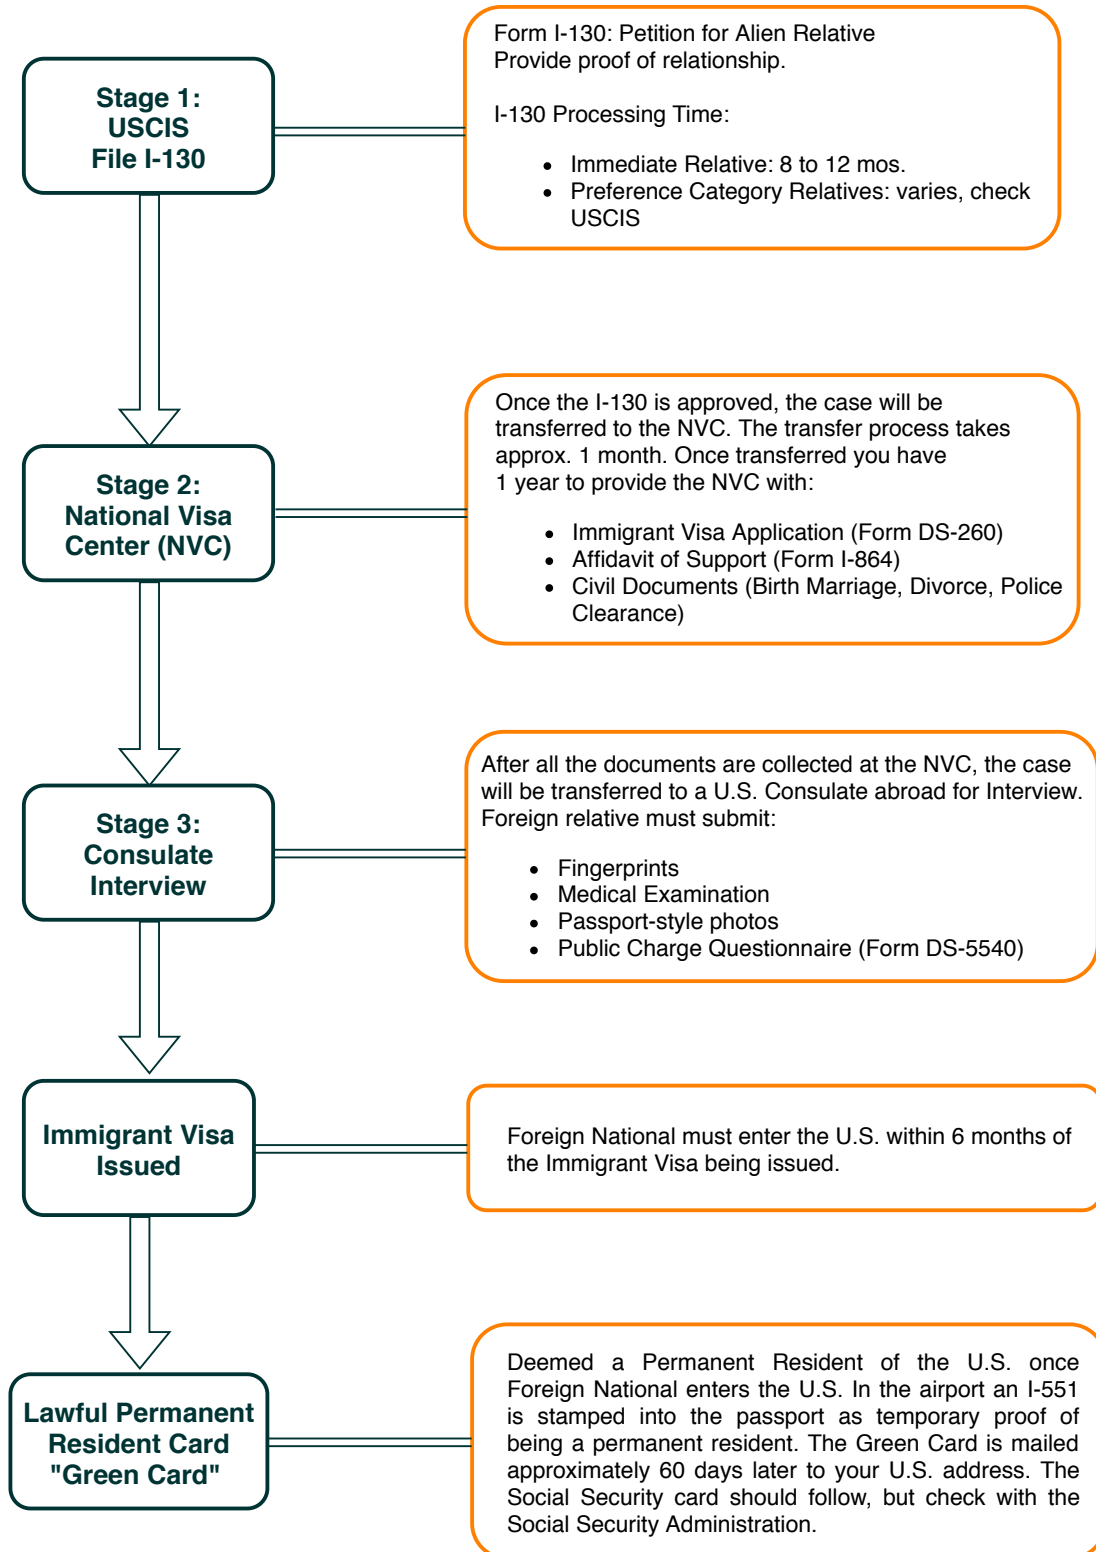 Stage 1:
USCIS
File I-130
Form I-130: Petition for Alien Relative
Provide proof of relationship.
I-130 Processing Time:
• Immediate Relative: 8 to 12 mos.
• Preference Category Relatives: varies, check
USCIS
Stage 2:
National Visa
Center (NVC)
Once the I-130 is approved, the case will be
transferred to the NVC. The transfer process takes
approx. 1 month. Once transferred you have
1 year to provide the NVC with:
• Immigrant Visa Application (Form DS-260)
• Affidavit of Support (Form I-864)
• Civil Documents (Birth Marriage, Divorce, Police
Clearance)
Stage 3:
Consulate
Interview
After all the documents are collected at the NVC, the case
will be transferred to a U.S. Consulate abroad for Interview.
Foreign relative must submit:
• Fingerprints
• Medical Examination
• Passport-style photos
• Public Charge Questionnaire (Form DS-5540)
Immigrant Visa
Issued
Foreign National must enter the U.S. within 6 months of
the Immigrant Visa being issued.
Lawful Permanent
Resident Card
"Green Card"
Deemed a Permanent Resident of the U.S. once
Foreign National enters the U.S. In the airport an I-551
is stamped into the passport as temporary proof of
being a permanent resident. The Green Card is mailed
approximately 60 days later to your U.S. address. The
Social Security card should follow, but check with the
Social Security Administration.